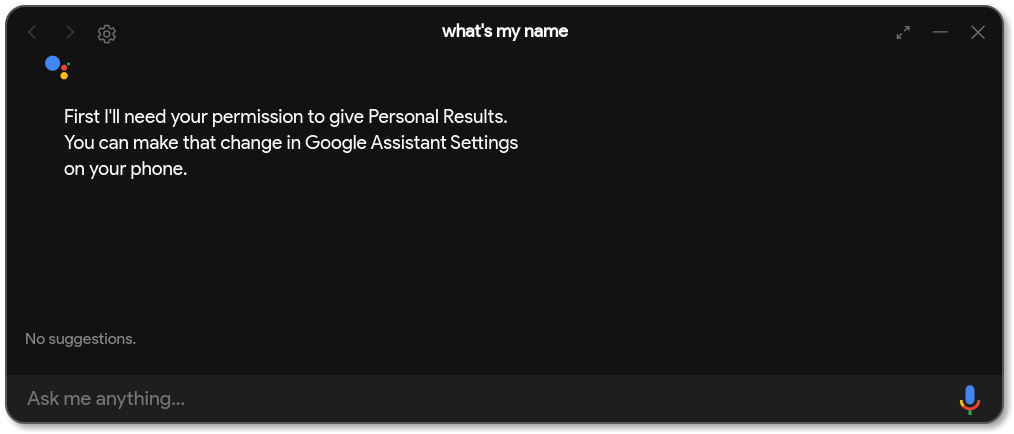 what's my name
First I'll need your permission to give Personal Results.
You can make that change in Google Assistant Settings
on your phone.
No suggestions.
Ask me anything...